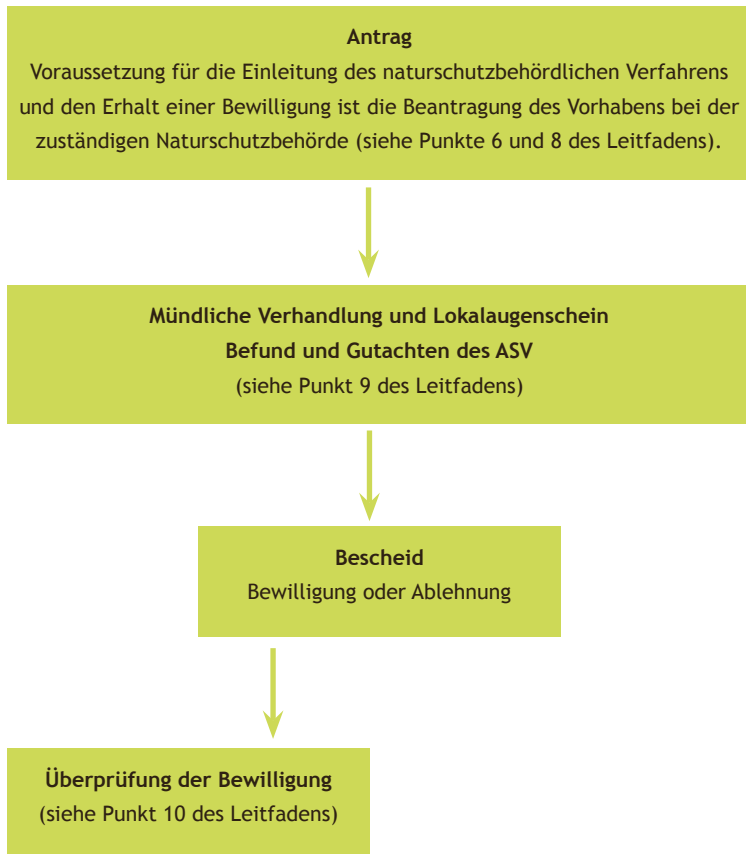 Antrag
Voraussetzung für die Einleitung des naturschutzbehördlichen Verfahrens
und den Erhalt einer Bewilligung ist die Beantragung des Vorhabens bei der
zuständigen Naturschutzbehörde (siehe Punkte 6 und 8 des Leitfadens).
Mündliche Verhandlung und Lokalaugenschein
Befund und Gutachten des ASV
(siehe Punkt 9 des Leitfadens)
Bescheid
Bewilligung oder Ablehnung
Überprüfung der Bewilligung
(siehe Punkt 10 des Leitfadens)